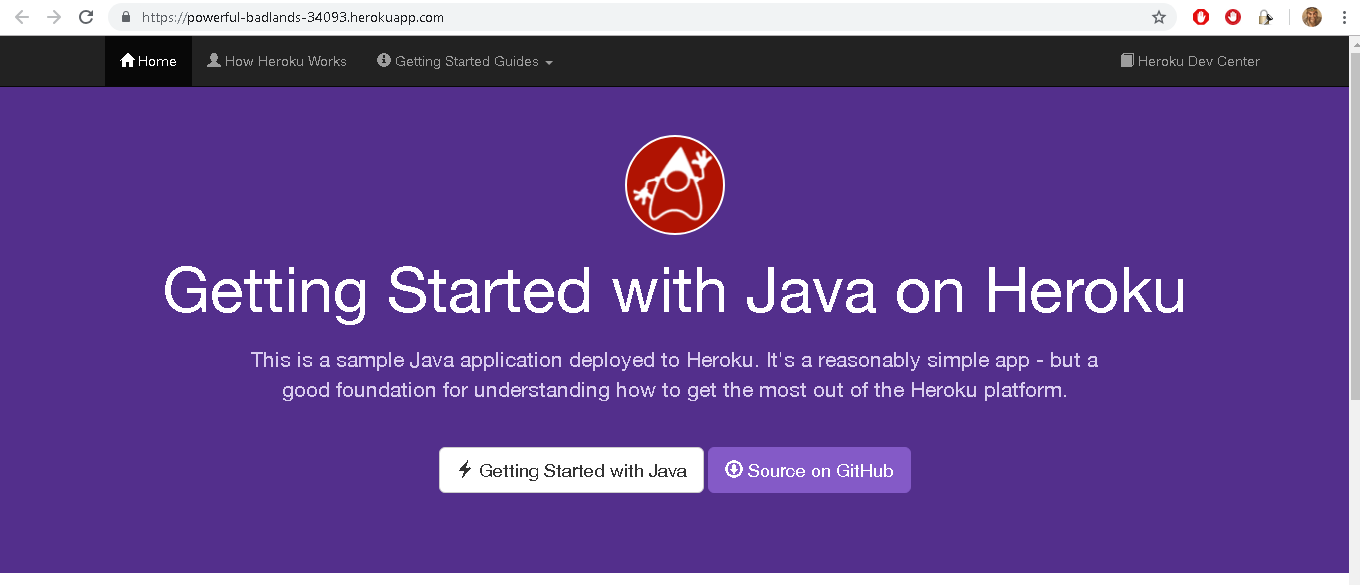 https://powerful-badlands-34093.herokuapp.com
Home How Heroku Works Getting Started Guides Heroku Dev Center
Getting Started with Java on Heroku
This is a sample Java application deployed to Heroku. It's a reasonably simple app - but a
good foundation for understanding how to get the most out of the Heroku platform.
Getting Started with Java Source on GitHub